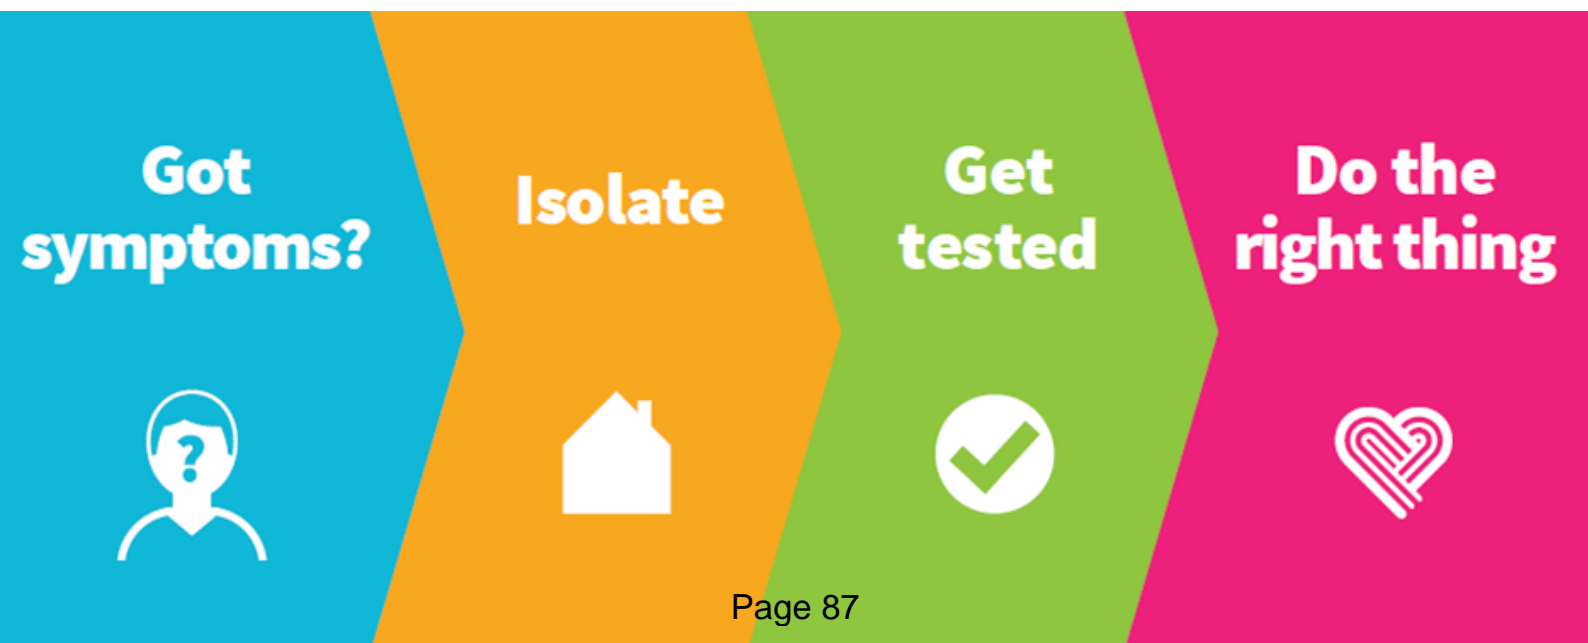 Got
symptoms?
Isolate
Get
tested
Do the
right thing
?
Page 87